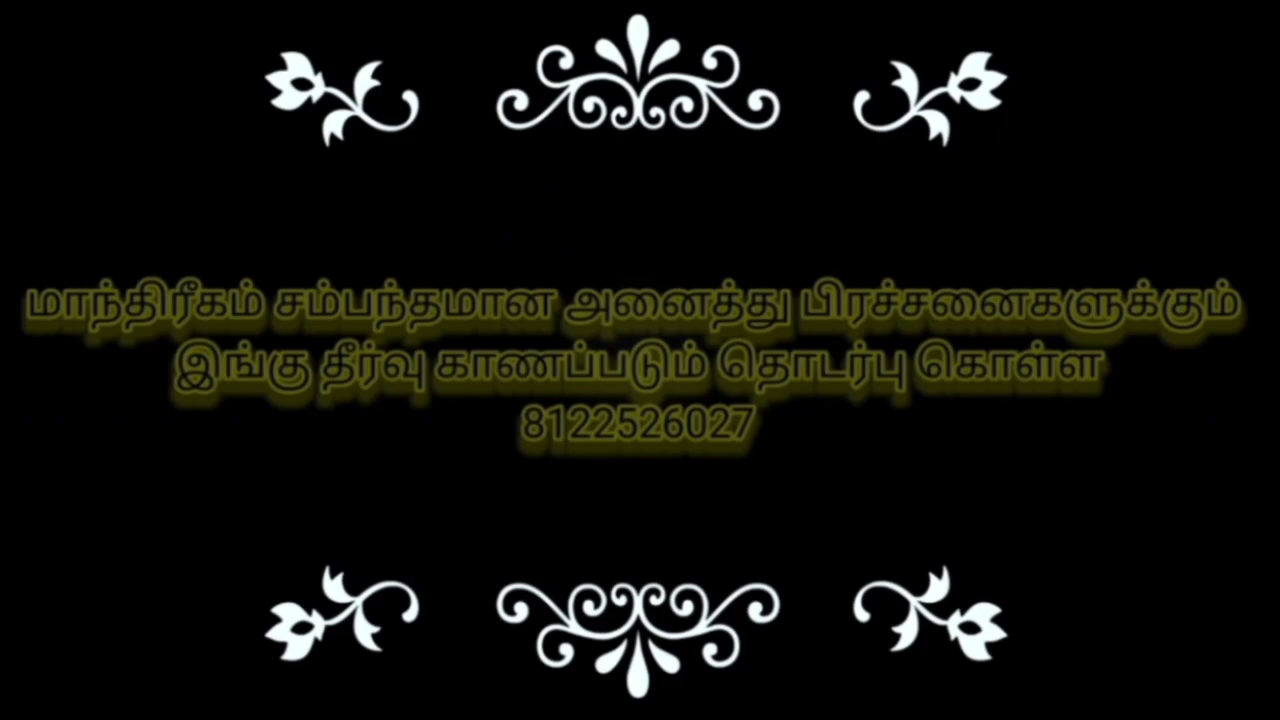 மாந்திரீகம் சம்பந்தமான அனைத்து பிரச்சனைகளுக்கும்
இங்கு தீர்வு காணப்படும் தொடர்பு கொள்ள
8122526027